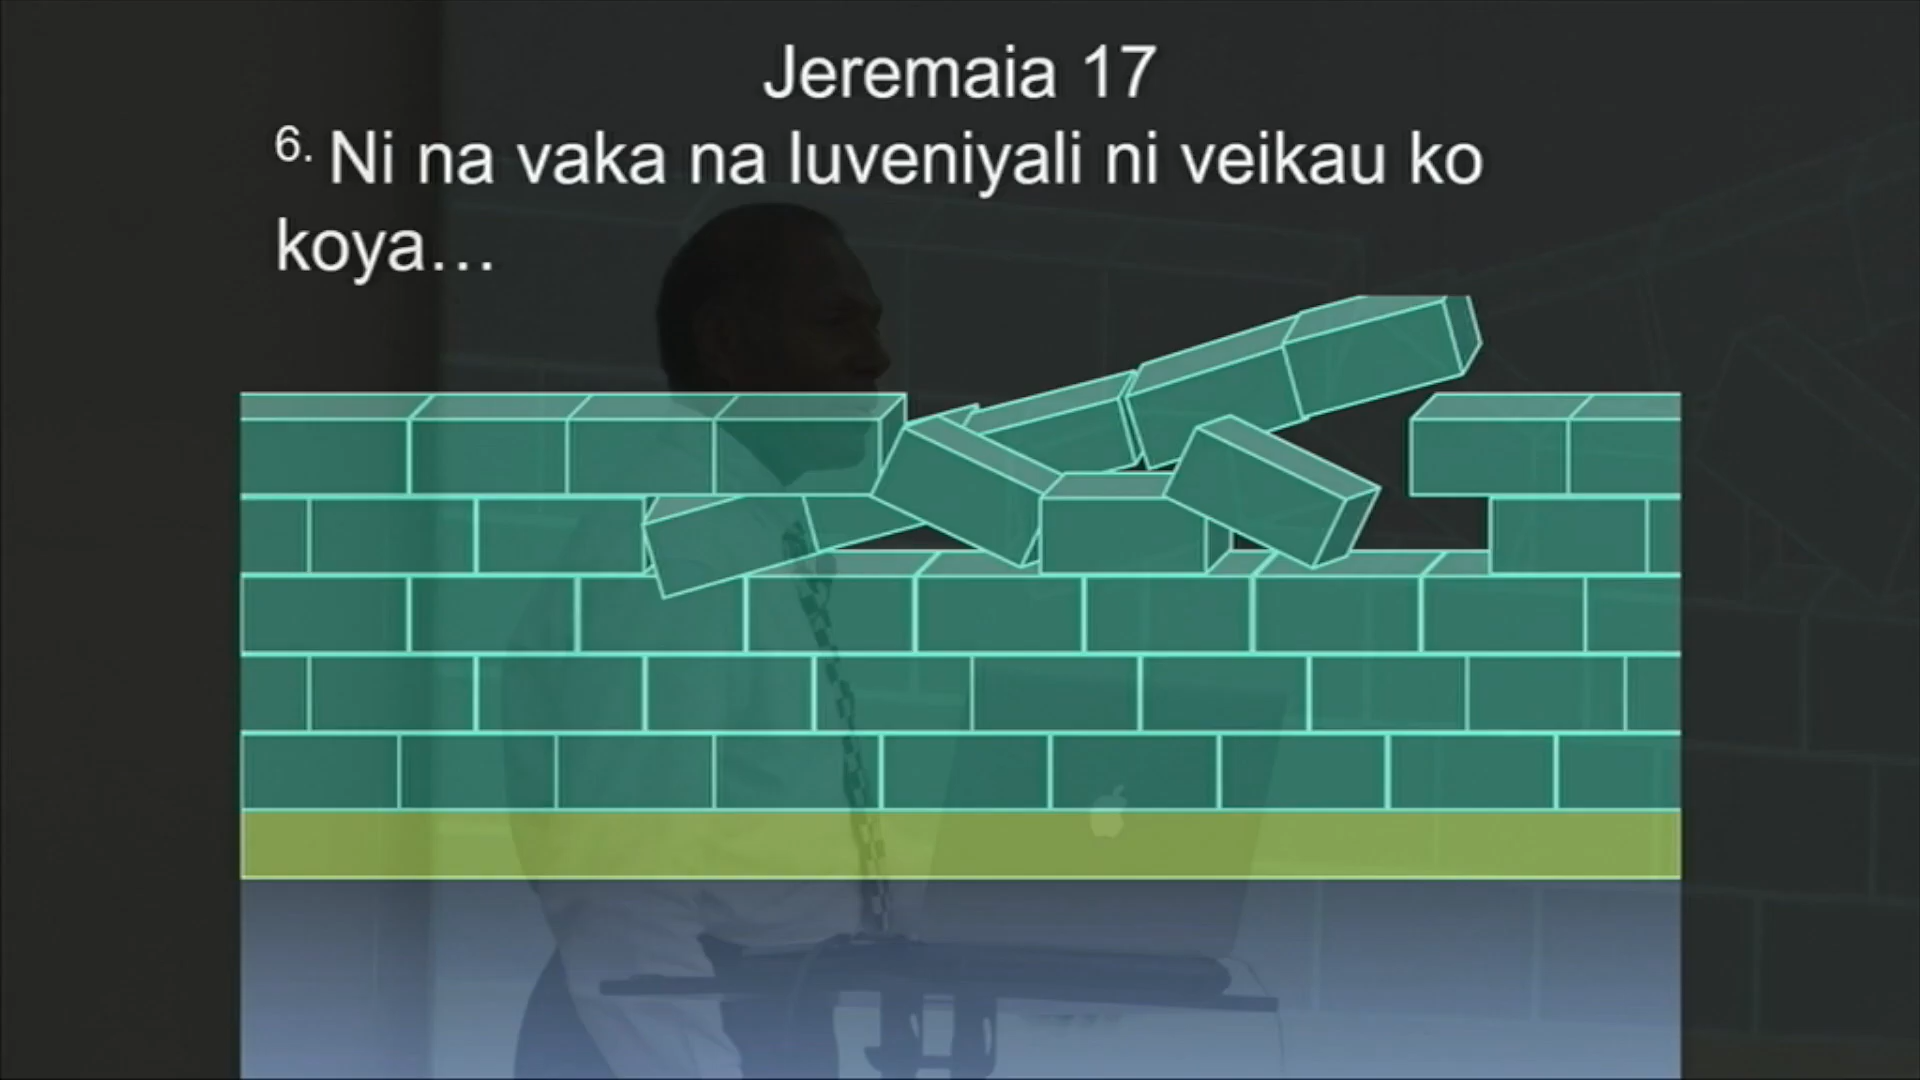 Jeremaia 17
6. Ni na vaka na luveniyali ni veikau ko
koya…